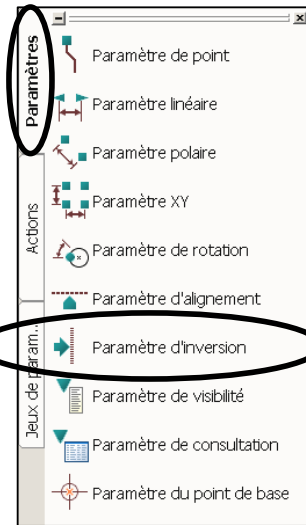 Paramètres
Actions
Jeux de param...
Paramètre de point
Paramètre linéaire
Paramètre polaire
Paramètre XY
Paramètre de rotation
Paramètre d'alignement
Paramètre d'inversion
Paramètre de visibilité
Paramètre de consultation
Paramètre du point de base